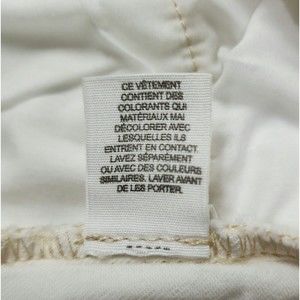 CE VÊTEMENT
CONTIENT DES
COLORANTS QUI
MATÉRIAUX MAI
DÉCOLORER AVEC
LESQUELLES ILS
ENTRENT EN CONTACT.
LAVEZ SÉPARÉMENT
OU AVEC DES COULEURS
SIMILAIRES. LAVER AVANT
DE LES PORTER.